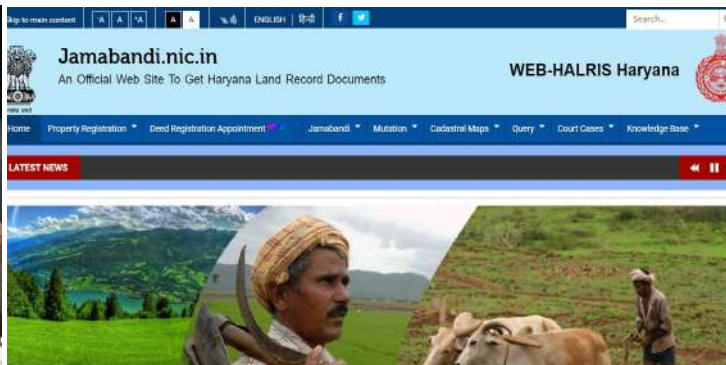 Skip to main content -A A +A A A ENGLISH | हिन्दी f Search..
Jamabandi.nic.in
An Official Web Site To Get Haryana Land Record Documents
WEB-HALRIS Haryana
Home Property Registration Deed Registration Appointment Jamabandi Mutation Cadastral Maps Query Court Cases Knowledge Base
LATEST NEWS